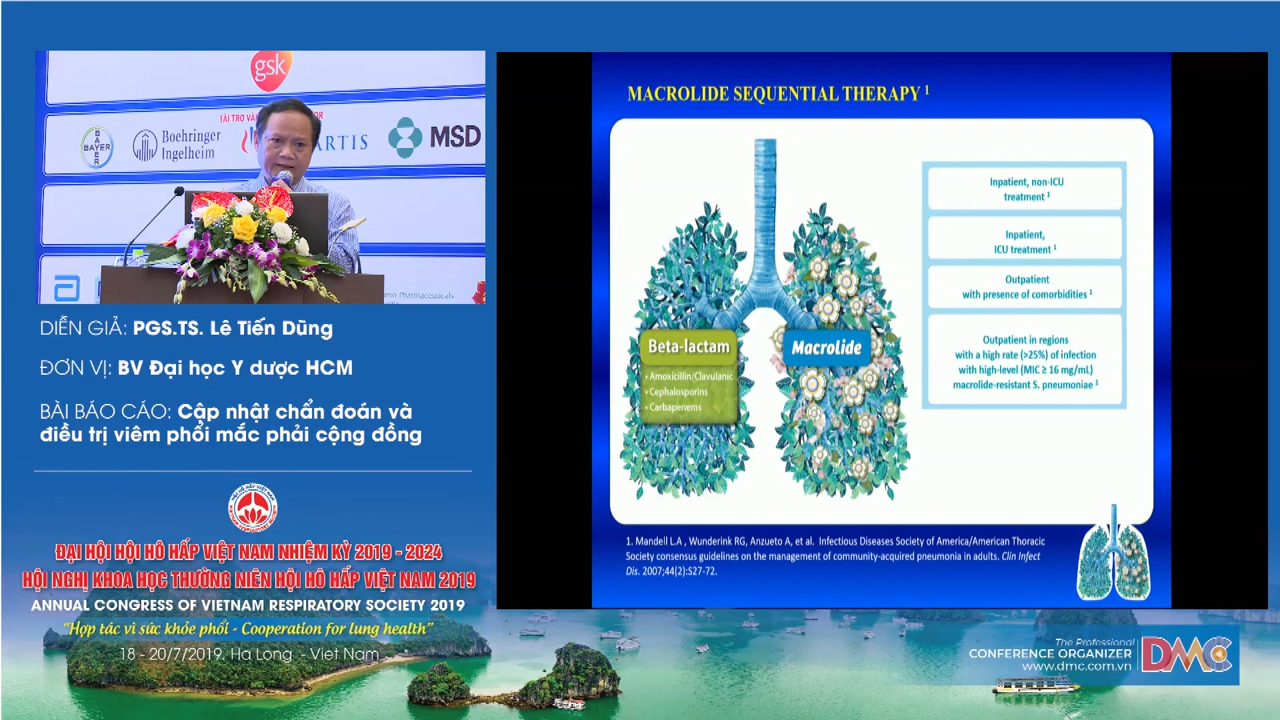 gsk
TÀI TRỢ VÀ
BAYER
BAYER
Boehringer
Ingelheim
ARTIS
MSD
DIỄN GIẢ: PGS.TS. Lê Tiến Dũng
ĐƠN VỊ: BV Đại học Y dược HCM
BÀI BÁO CÁO: Cập nhật chẩn đoán và
điều trị viêm phổi mắc phải cộng đồng
ĐẠI HỘI HỘI HÔ HẤP VIỆT NAM NHIỆM KỲ 2019 - 2024
HỘI NGHỊ KHOA HỌC THƯỜNG NIÊN HỘI HÔ HẤP VIỆT NAM 2019
ANNUAL CONGRESS OF VIETNAM RESPIRATORY SOCIETY 2019
“Hợp tác vì sức khỏe phổi - Cooperation for lung health”
18 - 20/7/2019. Ha Long - Viet Nam
MACROLIDE SEQUENTIAL THERAPY 1
Beta-lactam
• Amoxicillin/Clavulanic
• Cephalosporins
• Carbapenems
Macrolide
Inpatient, non-ICU
treatment 1
Inpatient,
ICU treatment 1
Outpatient
with presence of comorbidities 1
Outpatient in regions
with a high rate (>25%) of infection
with high-level (MIC ≥ 16 mg/mL)
macrolide-resistant S. pneumoniae 1
1. Mandell L.A , Wunderink RG, Anzueto A, et al. Infectious Diseases Society of America/American Thoracic
Society consensus guidelines on the management of community-acquired pneumonia in adults. Clin Infect
Dis. 2007;44(2):S27-72.
The Professional
CONFERENCE ORGANIZER
www.dmc.com.vn
DMC